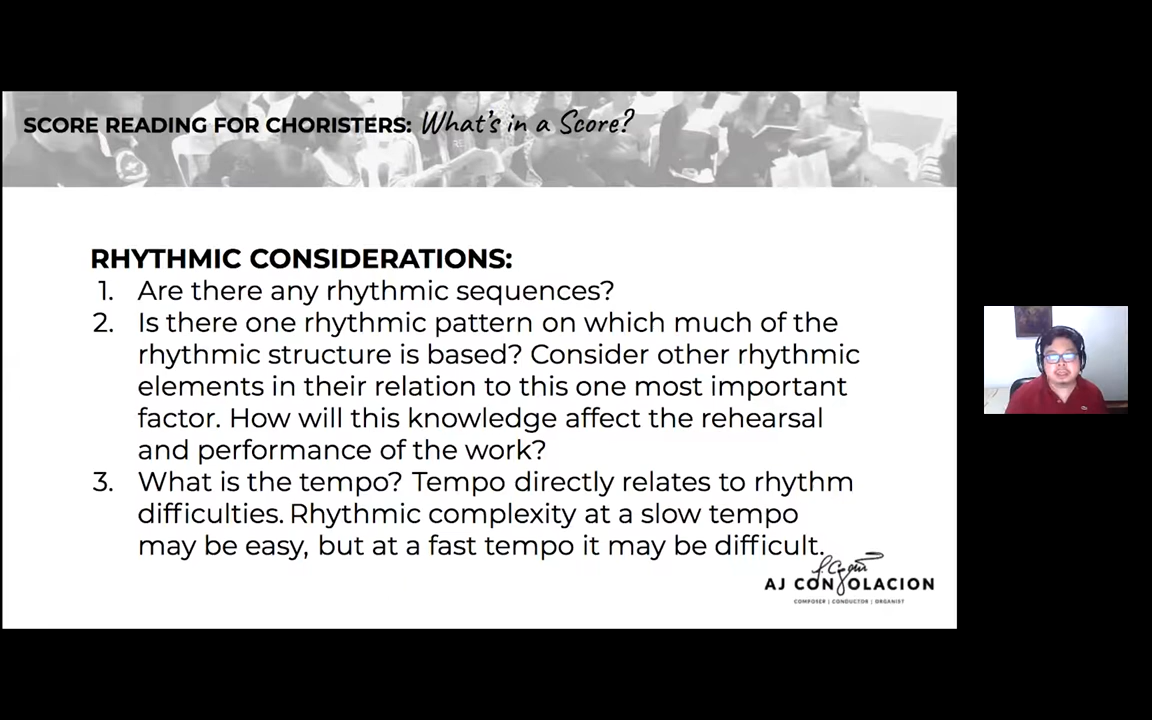 SCORE READING FOR CHORISTERS: What's in a Score?
RHYTHMIC CONSIDERATIONS:
1. Are there any rhythmic sequences?
2. Is there one rhythmic pattern on which much of the
rhythmic structure is based? Consider other rhythmic
elements in their relation to this one most important
factor. How will this knowledge affect the rehearsal
and performance of the work?
3. What is the tempo? Tempo directly relates to rhythm
difficulties. Rhythmic complexity at a slow tempo
may be easy, but at a fast tempo it may be difficult.
AJ CONSOLACION
COMPOSER | CONDUCTOR | ORGANIST